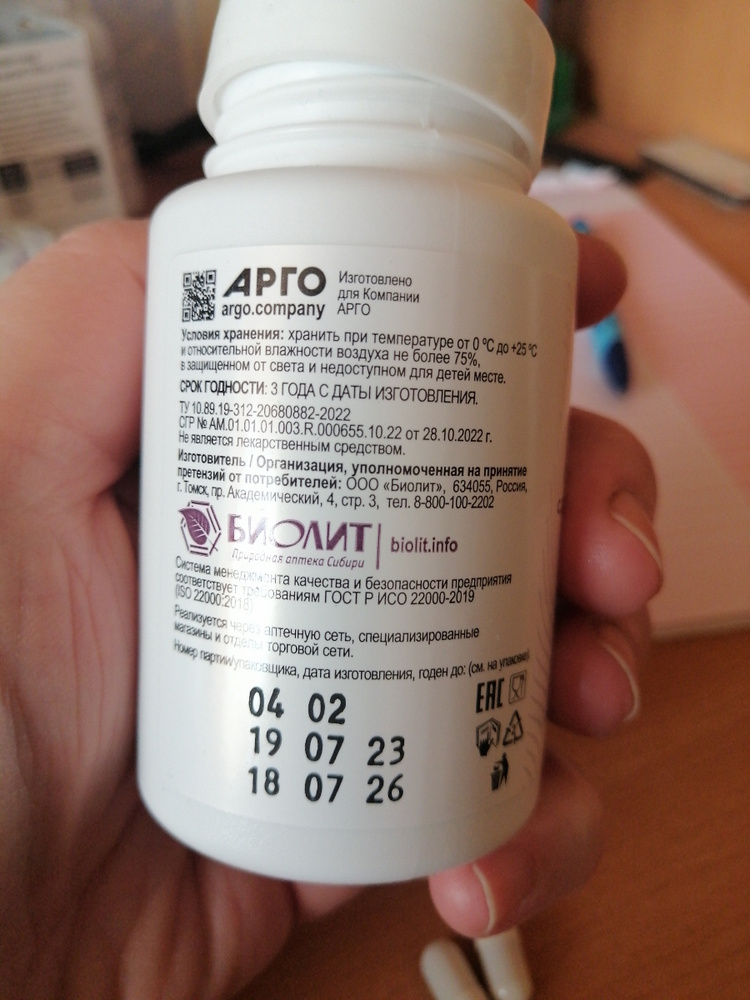 АРГО
argo.company
Изготовлено
для Компании
АРГО
Условия хранения: хранить при температуре от 0 ºС до +25 ºС
и относительной влажности воздуха не более 75%,
в защищенном от света и недоступном для детей месте.
СРОК ГОДНОСТИ: 3 ГОДА С ДАТЫ ИЗГОТОВЛЕНИЯ.
ТУ 10.89.19-312-20680882-2022
СГР № AM.01.01.01.003.R.000655.10.22 от 28.10.2022 г.
Не является лекарственным средством.
Изготовитель / Организация, уполномоченная на принятие
претензий от потребителей: ООО «Биолит», 634055, Россия,
г. Томск, пр. Академический, 4, стр. 3, тел. 8-800-100-2202
БИОЛИТ
Природная аптека Сибири
biolit.info
Система менеджмента качества и безопасности предприятия
соответствует требованиям ГОСТ Р ИСО 22000-2019
(ISO 22000:2018)
Реализуется через аптечную сеть, специализированные
магазины и отделы торговой сети.
Номер партии/упаковщика, дата изготовления, годен до: (см. на упаковке)
04 02
19 07 23
18 07 26
EAC